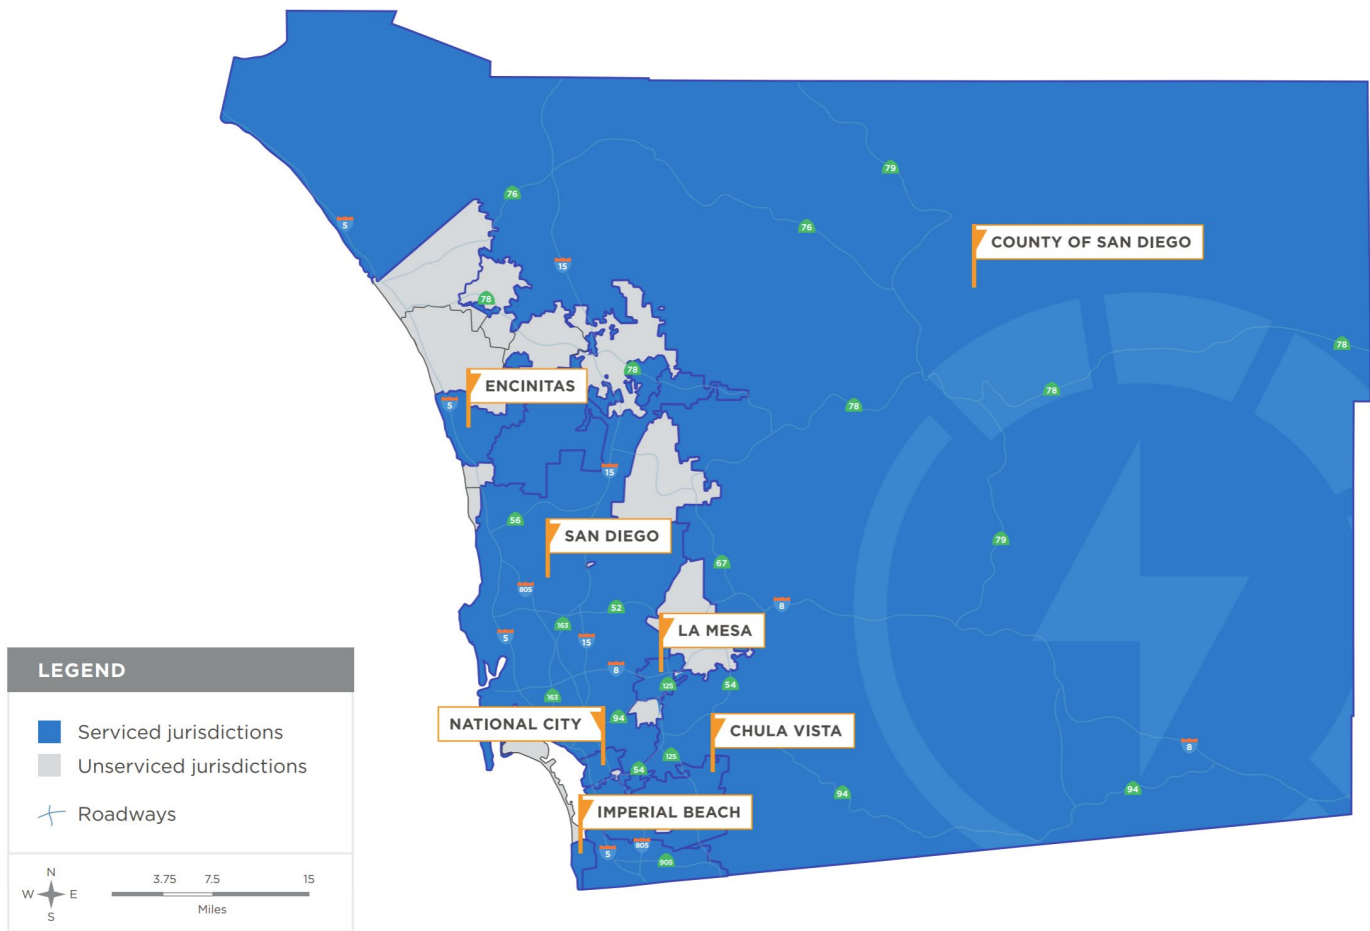 79
76
76
5
COUNTY OF SAN DIEGO
15
78
78
78
78
78
78
ENCINITAS
5
15
56
SAN DIEGO
79
67
805
52
8
163
LA MESA
5
15
8
125
54
163
94
NATIONAL CITY
CHULA VISTA
125
8
54
94
94
IMPERIAL BEACH
805
5
905
LEGEND
Serviced jurisdictions
Unserviced jurisdictions
Roadways
N
W E
S
3.75 7.5 15
Miles